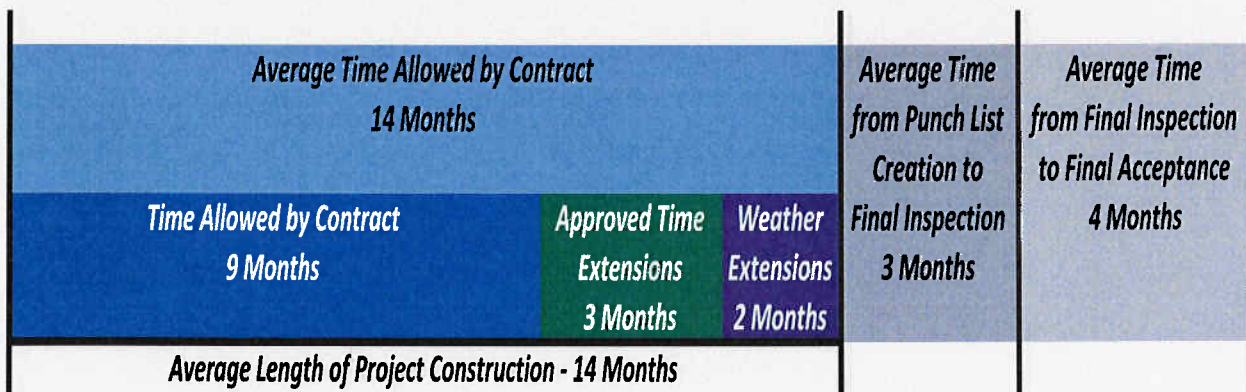 Average Time Allowed by Contract
14 Months
Average Time
from Punch List
Creation to
Final Inspection
3 Months
Average Time
from Final Inspection
to Final Acceptance
4 Months
Time Allowed by Contract
9 Months
Approved Time
Extensions
3 Months
Weather
Extensions
2 Months
Average Length of Project Construction - 14 Months